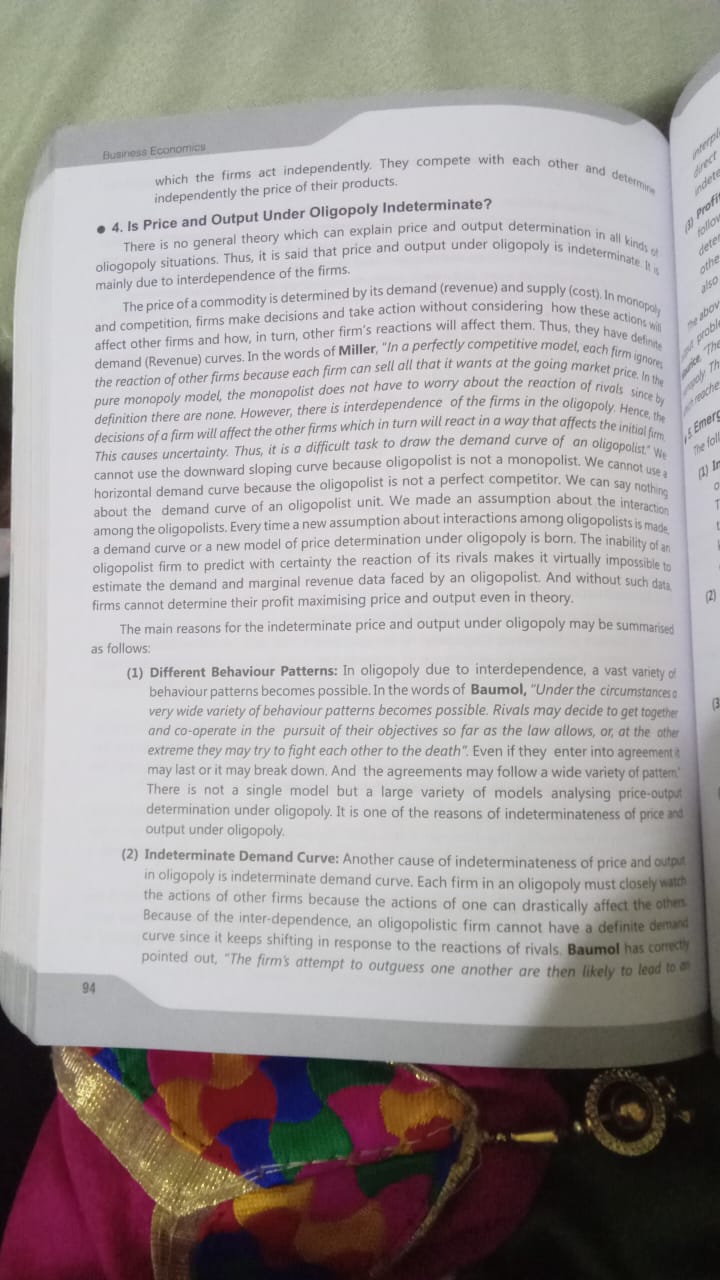 Business Economics
which the firms act independently. They compete with each other and determine
independently the price of their products.
• 4. Is Price and Output Under Oligopoly Indeterminate?
There is no general theory which can explain price and output determination in all kinds of
oliogopoly situations. Thus, it is said that price and output under oligopoly is indeterminate. It is
mainly due to interdependence of the firms.
The price of a commodity is determined by its demand (revenue) and supply (cost). In monopoly
and competition, firms make decisions and take action without considering how these actions will
affect other firms and how, in turn, other firm's reactions will affect them. Thus, they have definite
demand (Revenue) curves. In the words of Miller, "In a perfectly competitive model, each firm ignores
the reaction of other firms because each firm can sell all that it wants at the going market price. In the
pure monopoly model, the monopolist does not have to worry about the reaction of rivals since by
definition there are none. However, there is interdependence of the firms in the oligopoly. Hence, the
decisions of a firm will affect the other firms which in turn will react in a way that affects the initial firm.
This causes uncertainty. Thus, it is a difficult task to draw the demand curve of an oligopolist." We
cannot use the downward sloping curve because oligopolist is not a monopolist. We cannot use a
horizontal demand curve because the oligopolist is not a perfect competitor. We can say nothing
about the demand curve of an oligopolist unit. We made an assumption about the interaction
among the oligopolists. Every time a new assumption about interactions among oligopolists is made,
a demand curve or a new model of price determination under oligopoly is born. The inability of an
oligopolist firm to predict with certainty the reaction of its rivals makes it virtually impossible to
estimate the demand and marginal revenue data faced by an oligopolist. And without such data,
firms cannot determine their profit maximising price and output even in theory.
The main reasons for the indeterminate price and output under oligopoly may be summarised
as follows:
(1) Different Behaviour Patterns: In oligopoly due to interdependence, a vast variety of
behaviour patterns becomes possible. In the words of Baumol, "Under the circumstances a
very wide variety of behaviour patterns becomes possible. Rivals may decide to get together
and co-operate in the pursuit of their objectives so far as the law allows, or, at the other
extreme they may try to fight each other to the death". Even if they enter into agreement it
may last or it may break down. And the agreements may follow a wide variety of pattern."
There is not a single model but a large variety of models analysing price-output
determination under oligopoly. It is one of the reasons of indeterminateness of price and
output under oligopoly.
(2) Indeterminate Demand Curve: Another cause of indeterminateness of price and output
in oligopoly is indeterminate demand curve. Each firm in an oligopoly must closely watch
the actions of other firms because the actions of one can drastically affect the others.
Because of the inter-dependence, an oligopolistic firm cannot have a definite demand
curve since it keeps shifting in response to the reactions of rivals. Baumol has correctly
pointed out, "The firm's attempt to outguess one another are then likely to lead to an
94
direct
(3) Profit
also
5. Emerg
(1) In
(2)
(3